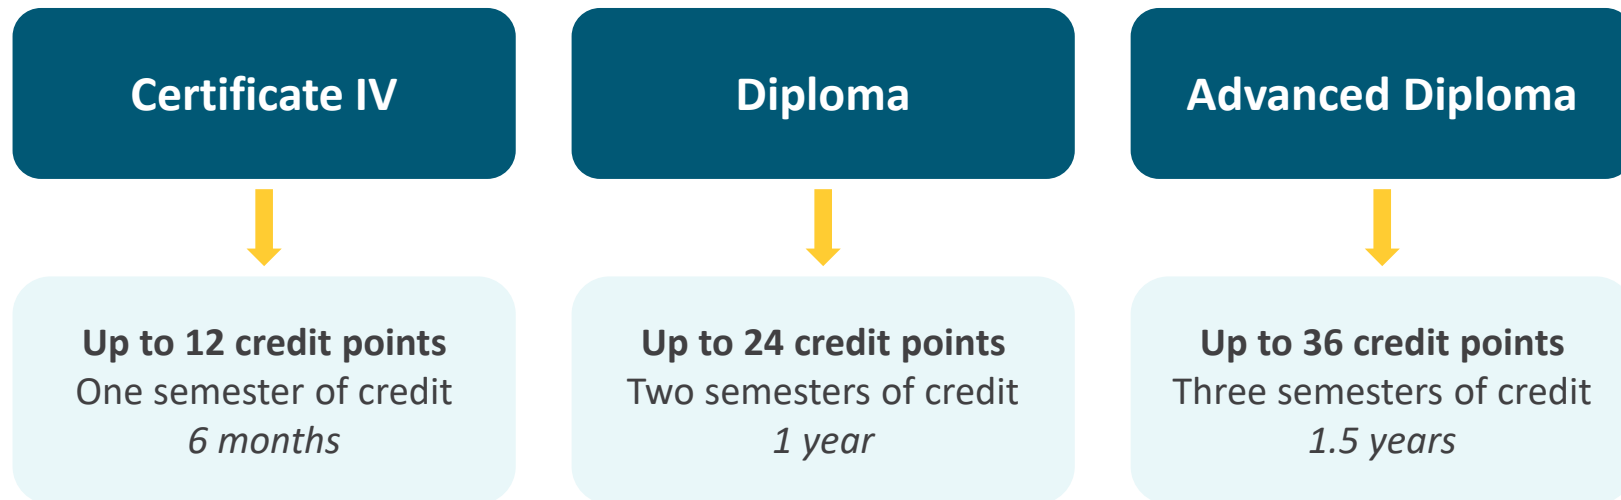 Certificate IV
Up to 12 credit points
One semester of credit
6 months
Diploma
Up to 24 credit points
Two semesters of credit
1 year
Advanced Diploma
Up to 36 credit points
Three semesters of credit
1.5 years